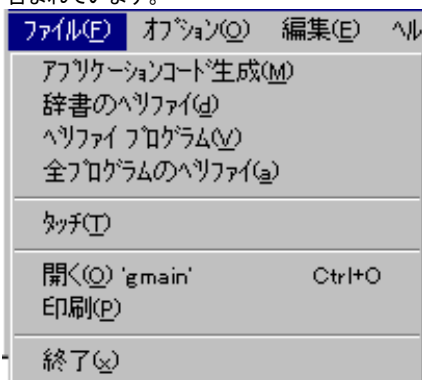 含まれています。
ﾌｧｲﾙ(F) ｵﾌﾟｼｮﾝ(O) 編集(E) ﾍﾙ
ｱﾌﾟﾘｹｰｼｮﾝｺｰﾄﾞ生成(M)
辞書のﾍﾞﾘﾌｧｲ(d)
ﾍﾞﾘﾌｧｲ ﾌﾟﾛｸﾞﾗﾑ(V)
全ﾌﾟﾛｸﾞﾗﾑのﾍﾞﾘﾌｧｲ(a)
ﾀｯﾁ(T)
開く(O) 'gmain' Ctrl+O
印刷(P)
終了(x)